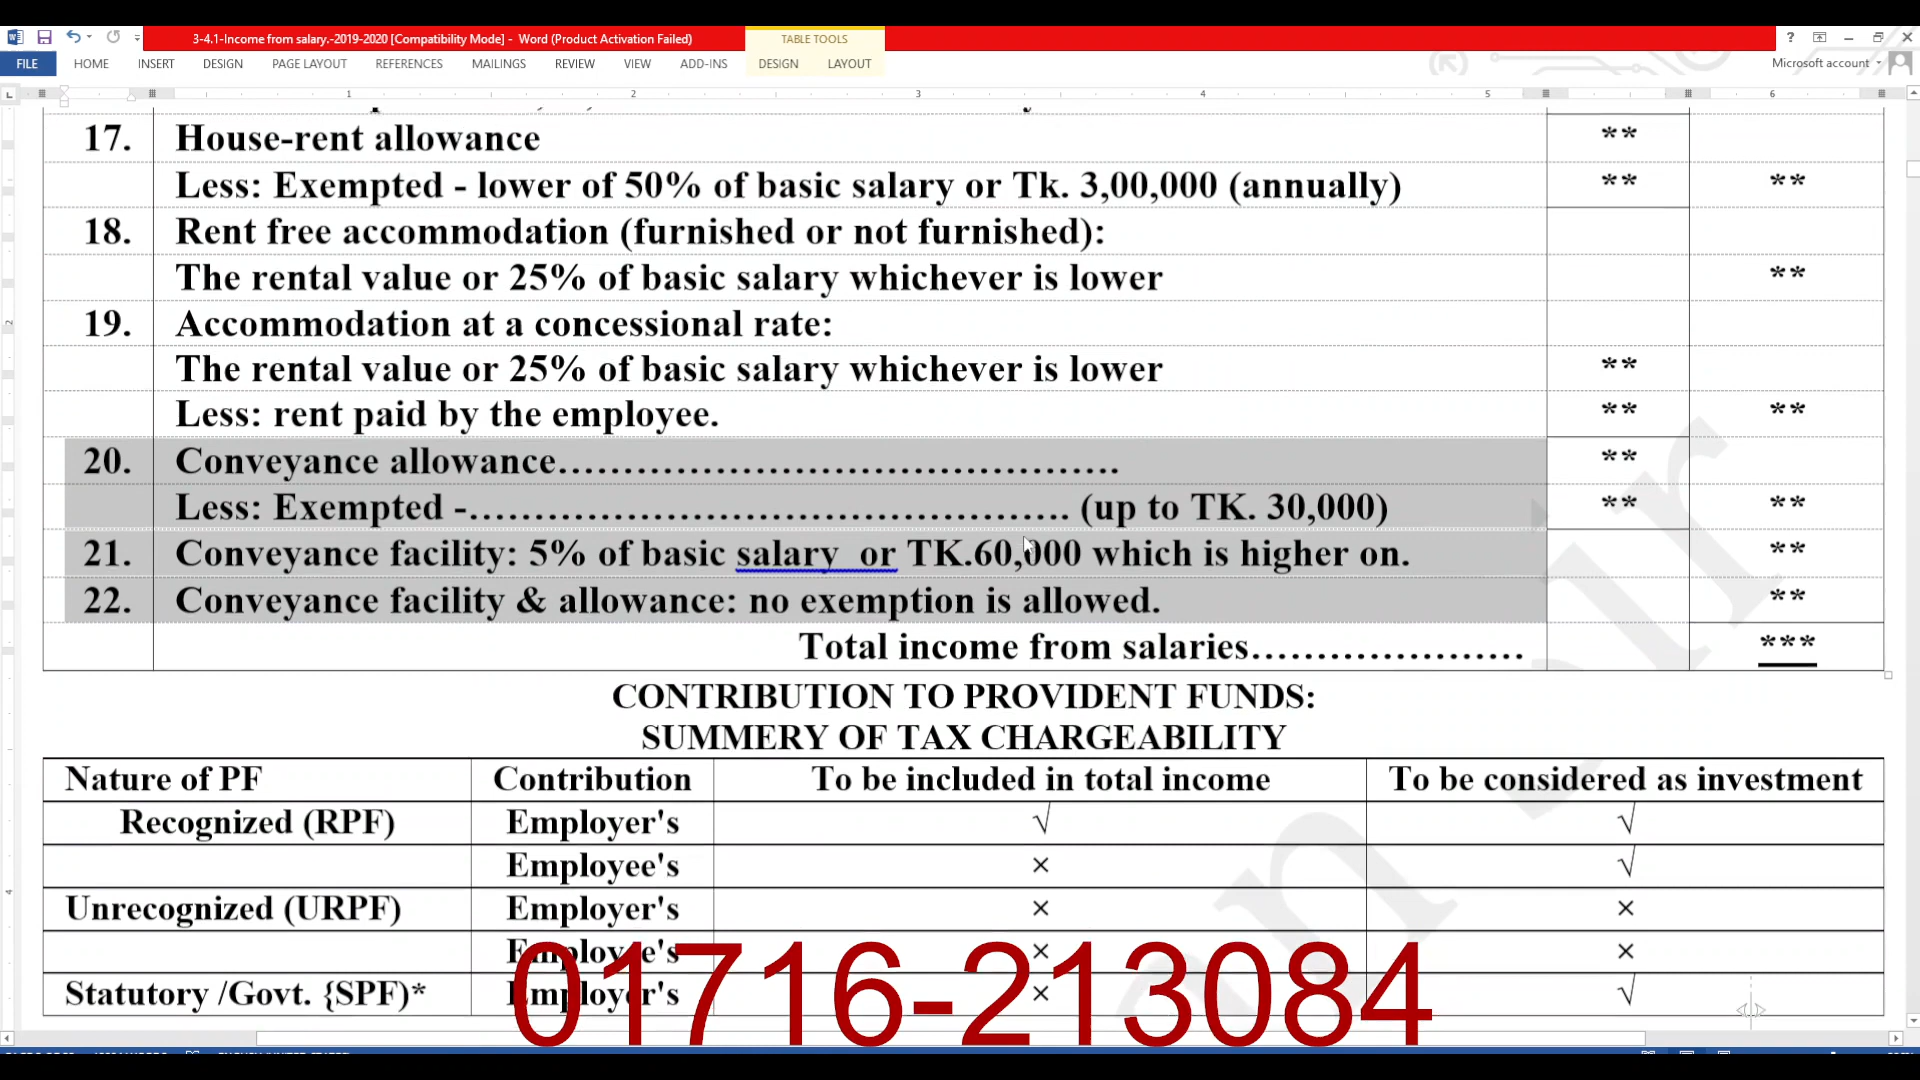 3-4.1-Income from salary.-2019-2020 [Compatibility Mode] - Word (Product Activation Failed)
TABLE TOOLS
FILE HOME INSERT DESIGN PAGE LAYOUT REFERENCES MAILINGS REVIEW VIEW ADD-INS DESIGN LAYOUT
Microsoft account
1 2 3 4 5 6
17. House-rent allowance **
Less: Exempted - lower of 50% of basic salary or Tk. 3,00,000 (annually) ** **
18. Rent free accommodation (furnished or not furnished):
The rental value or 25% of basic salary whichever is lower **
19. Accommodation at a concessional rate:
The rental value or 25% of basic salary whichever is lower **
Less: rent paid by the employee. ** **
20. Conveyance allowance……………………………………. **
Less: Exempted -………………………………………. (up to TK. 30,000) ** **
21. Conveyance facility: 5% of basic salary or TK.60,000 which is higher on. **
22. Conveyance facility & allowance: no exemption is allowed. **
Total income from salaries………………… ***
CONTRIBUTION TO PROVIDENT FUNDS:
SUMMERY OF TAX CHARGEABILITY
Nature of PF Contribution To be included in total income To be considered as investment
Recognized (RPF) Employer's √ √
Employee's × √
Unrecognized (URPF) Employer's × ×
Employee's × ×
Statutory /Govt. {SPF)* Employer's × √
01716-213084